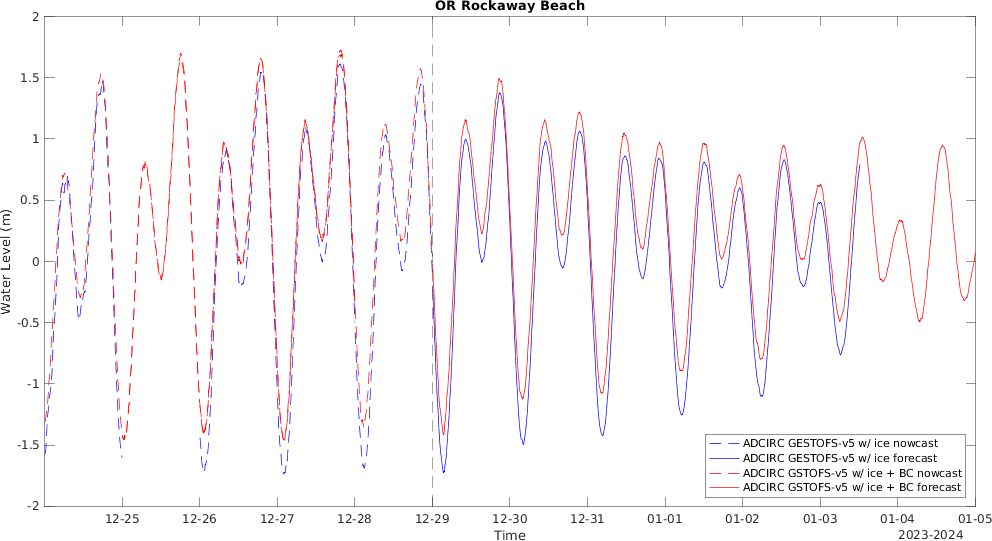 OR Rockaway Beach
2
1.5
1
0.5
0
-0.5
-1
-1.5
-2
Water Level (m)
12-25 12-26 12-27 12-28 12-29 12-30 12-31 01-01 01-02 01-03 01-04 01-05
Time
2023-2024
ADCIRC GESTOFS-v5 w/ ice nowcast
ADCIRC GESTOFS-v5 w/ ice forecast
ADCIRC GSTOFS-v5 w/ ice + BC nowcast
ADCIRC GSTOFS-v5 w/ ice + BC forecast